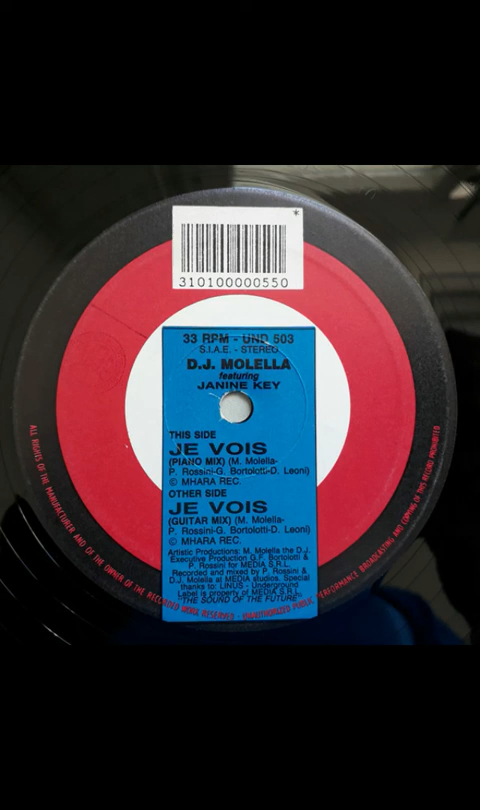 *
310100000550
33 RPM - UND 503
S.I.A.E. - STEREO
D.J. MOLELLA
featuring
JANINE KEY
THIS SIDE
JE VOIS
(PIANO MIX) (M. Molella-
P. Rossini-G. Bortolotti-D. Leoni)
© MHARA REC.
OTHER SIDE
JE VOIS
(GUITAR MIX) (M. Molella-
P. Rossini-G. Bortolotti-D. Leoni)
© MHARA REC.
Artistic Productions: M. Molella the D.J.
Executive Production G.F. Bortolotti &
P. Rossini for MEDIA S.R.L.
Recorded and mixed by P. Rossini &
D.J. Molella at MEDIA studios. Special
thanks to: LINUS - Underground
Label is property of MEDIA S.R.L.
"THE SOUND OF THE FUTURE"
ALL RIGHTS OF THE MANUFACTURER AND OF THE OWNER OF THE RECORDED WORK RESERVED - UNAUTHORIZED PUBLIC PERFORMANCE BROADCASTING AND COPYING OF THIS RECORD PROHIBITED